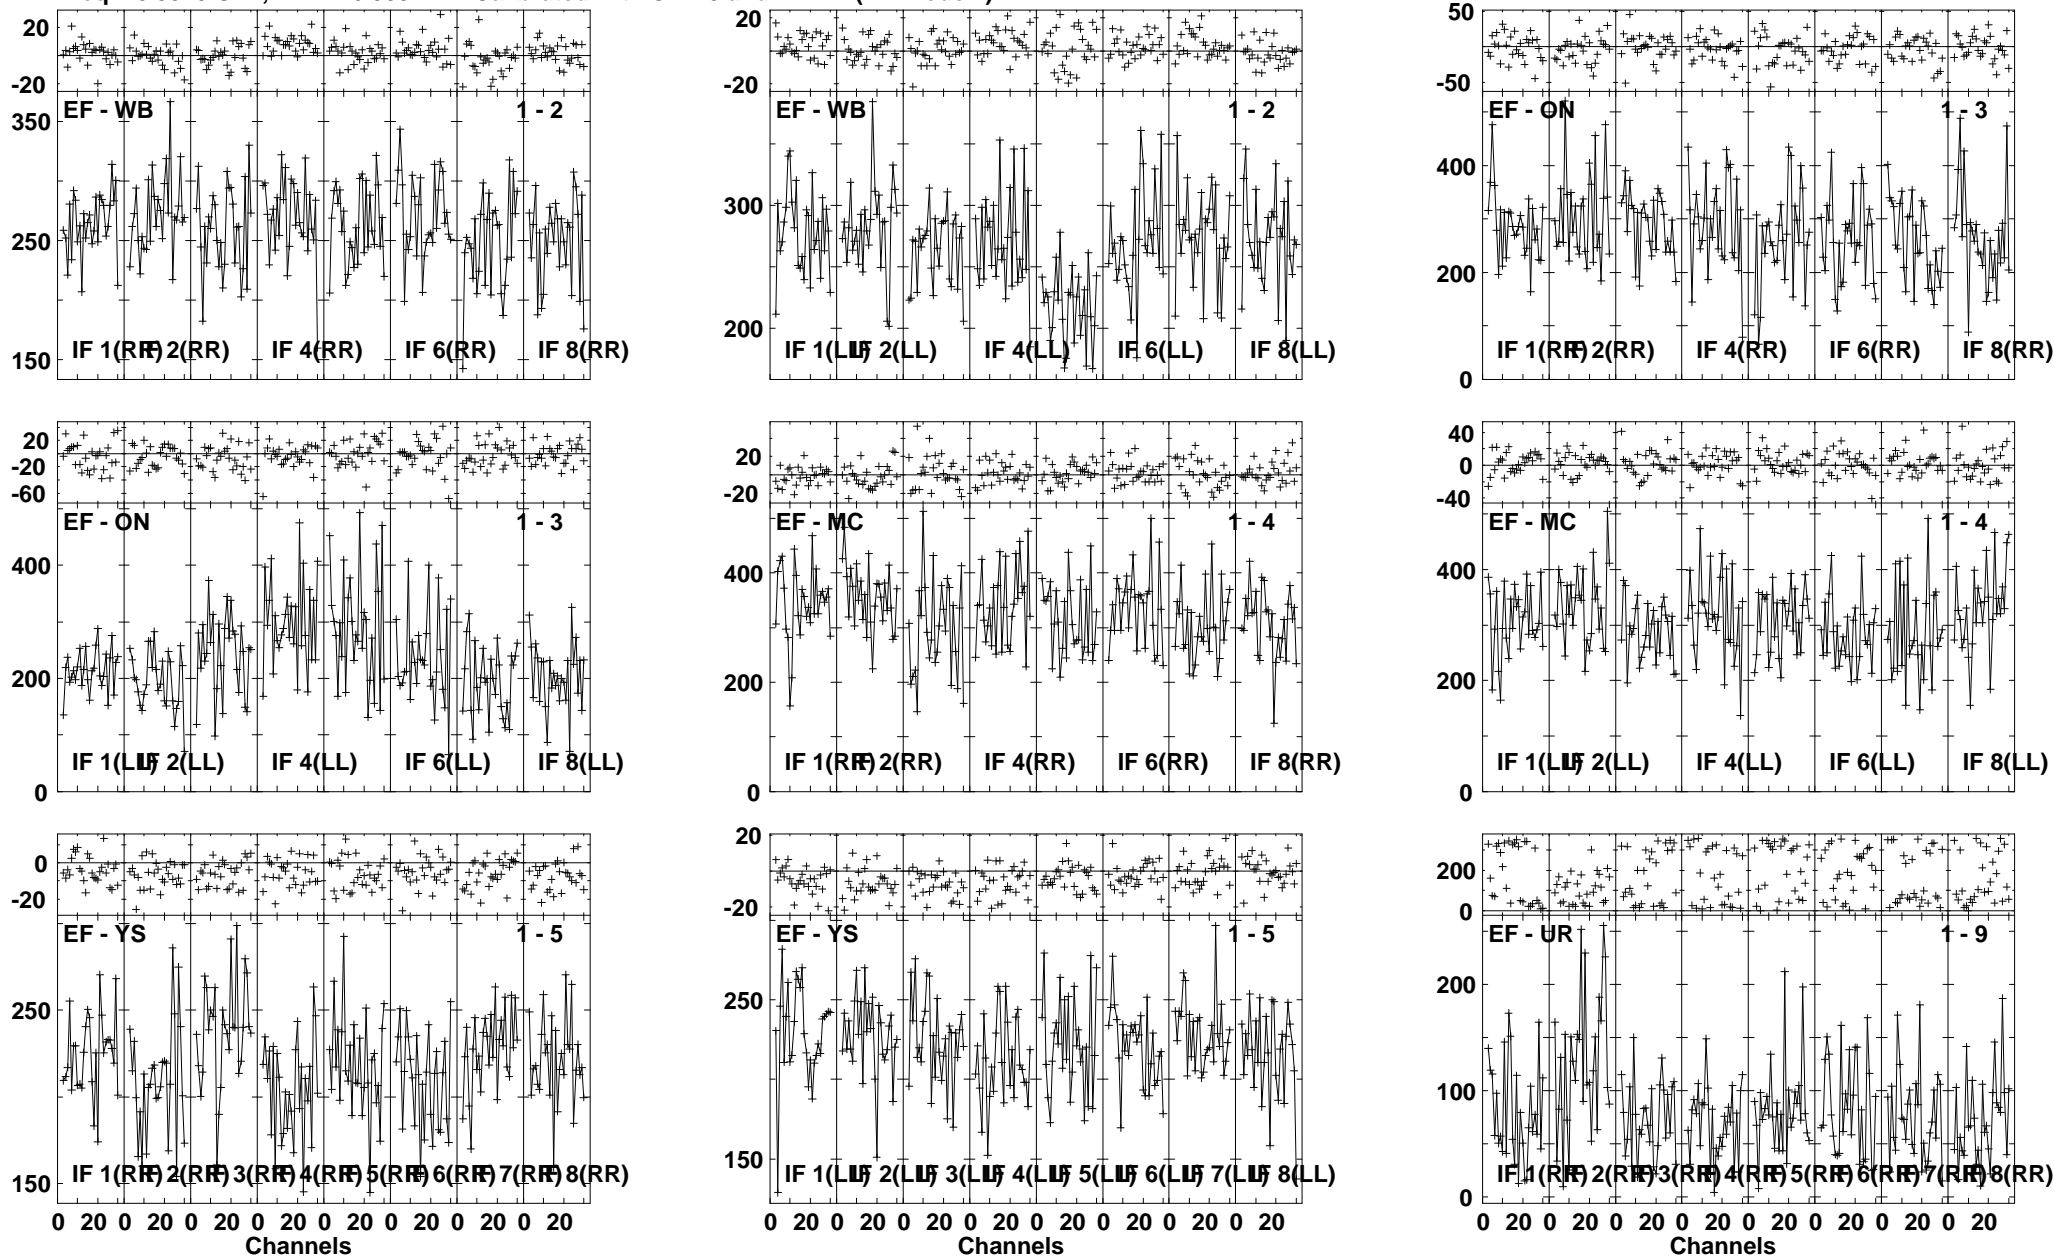 20
-20
EF - WB 1 - 2
350
250
150
IF 1(RR) IF 2(RR) IF 4(RR) IF 6(RR) IF 8(RR)
20
-20
EF - WB 1 - 2
300
200
IF 1(LL) IF 2(LL) IF 4(LL) IF 6(LL) IF 8(LL)
50
-50
EF - ON 1 - 3
400
200
0
IF 1(RR) IF 2(RR) IF 4(RR) IF 6(RR) IF 8(RR)
20
-20
-60
EF - ON 1 - 3
400
200
0
IF 1(LL) IF 2(LL) IF 4(LL) IF 6(LL) IF 8(LL)
20
-20
EF - MC 1 - 4
400
200
0
IF 1(RR) IF 2(RR) IF 4(RR) IF 6(RR) IF 8(RR)
40
0
-40
EF - MC 1 - 4
400
200
0
IF 1(LL) IF 2(LL) IF 4(LL) IF 6(LL) IF 8(LL)
0
-20
EF - YS 1 - 5
250
150
IF 1(RR) IF 2(RR) IF 3(RR) IF 4(RR) IF 5(RR) IF 6(RR) IF 7(RR) IF 8(RR)
0 20 0 20 0 20 0 20 0 20 0 20 0 20 0 20
Channels
20
-20
EF - YS 1 - 5
250
150
IF 1(LL) IF 2(LL) IF 3(LL) IF 4(LL) IF 5(LL) IF 6(LL) IF 7(LL) IF 8(LL)
0 20 0 20 0 20 0 20 0 20 0 20 0 20 0 20
Channels
200
0
EF - UR 1 - 9
200
100
0
IF 1(RR) IF 2(RR) IF 3(RR) IF 4(RR) IF 5(RR) IF 6(RR) IF 7(RR) IF 8(RR)
0 20 0 20 0 20 0 20 0 20 0 20 0 20 0 20
Channels